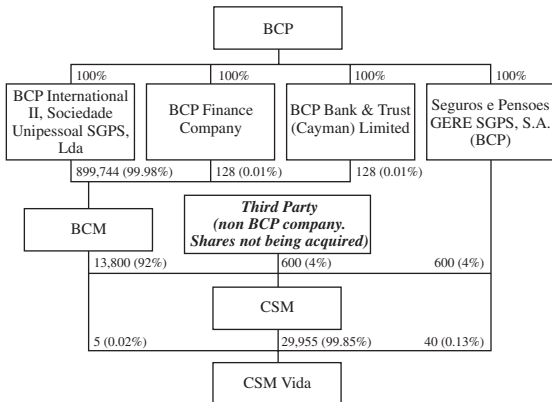 BCP
100%
100%
100%
100%
BCP International
II, Sociedade
Unipessoal SGPS,
Lda
BCP Finance
Company
BCP Bank & Trust
(Cayman) Limited
Seguros e Pensoes
GERE SGPS, S.A.
(BCP)
899,744 (99.98%)
128 (0.01%)
128 (0.01%)
BCM
Third Party
(non BCP company.
Shares not being acquired)
13,800 (92%)
600 (4%)
600 (4%)
CSM
5 (0.02%)
29,955 (99.85%)
40 (0.13%)
CSM Vida